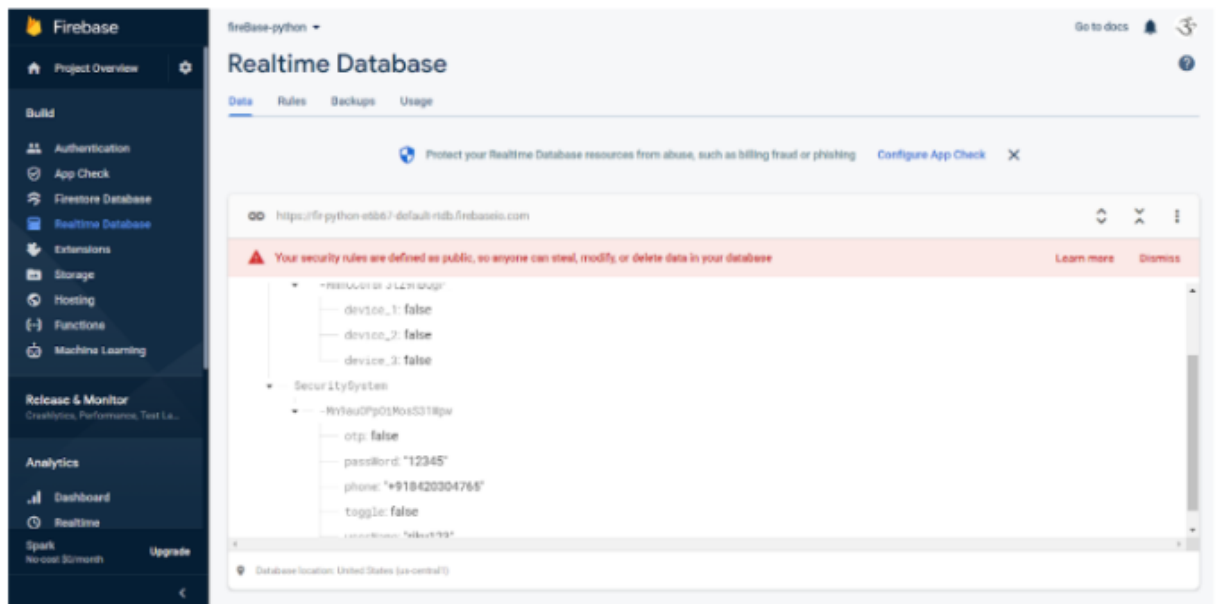 Firebase
Project Overview
Build
Authentication
App Check
Firestore Database
Realtime Database
Extensions
Storage
Hosting
Functions
Machine Learning
Release & Monitor
Crashlytics, Performance, Test La...
Analytics
Dashboard
Realtime
Spark
No-cost $0/month
Upgrade
fireBase-python
Go to docs
Realtime Database
Data Rules Backups Usage
Protect your Realtime Database resources from abuse, such as billing fraud or phishing Configure App Check
Your security rules are defined as public, so anyone can steal, modify, or delete data in your database Learn more Dismiss
device_1: false
device_2: false
device_3: false
SecuritySystem
otp: false
passWord: "12345"
phone: "+918420304765"
toggle: false
Database location: United States (us-central1)